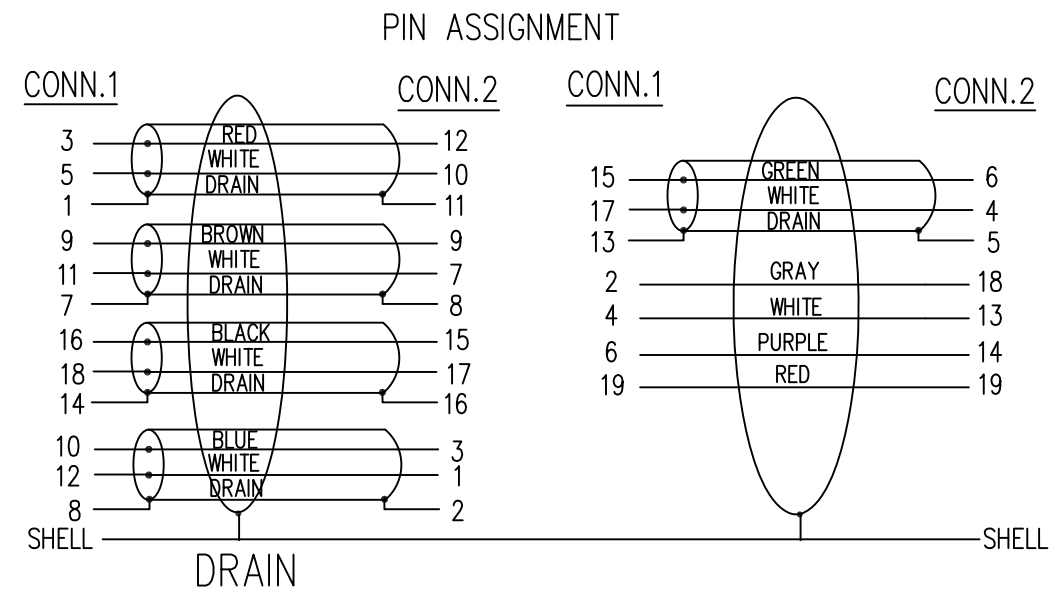 PIN ASSIGNMENT
CONN.1 CONN.2
3 RED 12
5 WHITE 10
1 DRAIN 11
9 BROWN 9
11 WHITE 7
7 DRAIN 8
16 BLACK 15
18 WHITE 17
14 DRAIN 16
10 BLUE 3
12 WHITE 1
8 DRAIN 2
CONN.1 CONN.2
15 GREEN 6
17 WHITE 4
13 DRAIN 5
2 GRAY 18
4 WHITE 13
6 PURPLE 14
19 RED 19
SHELL SHELL
DRAIN